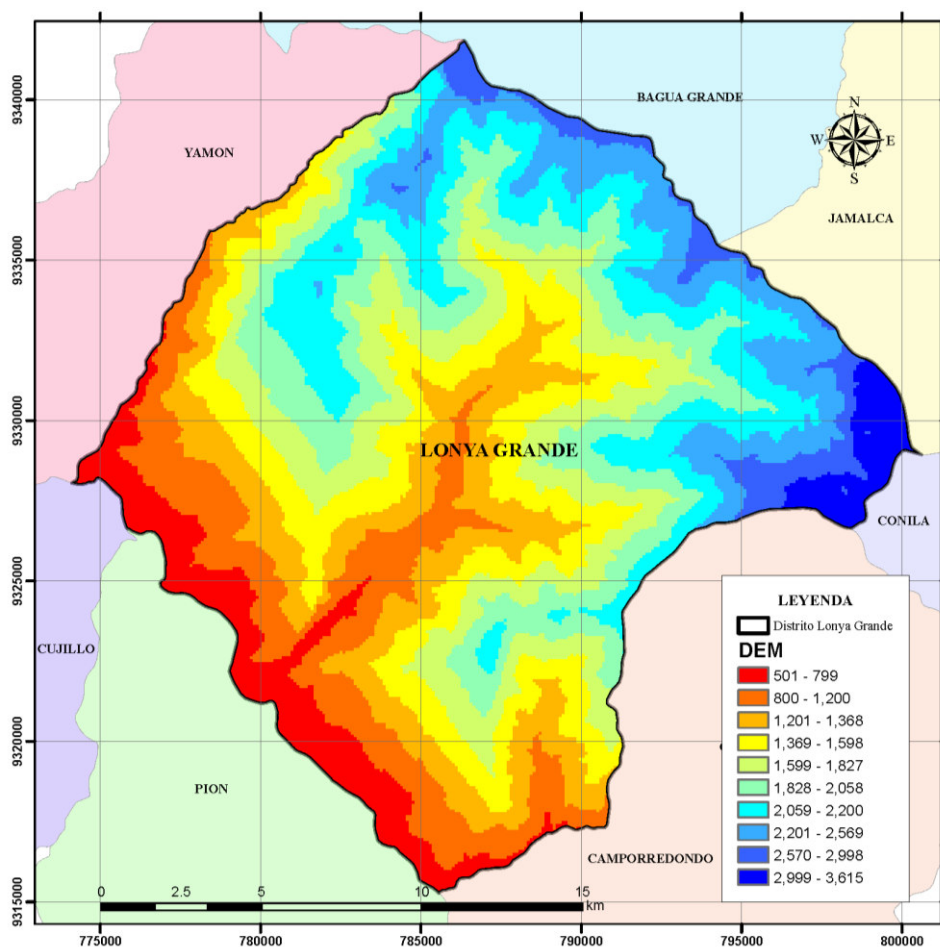 BAGUA GRANDE
N
W
E
S
YAMON
JAMALCA
LONYA GRANDE
CONILA
CUJILLO
PION
CAMPORREDONDO
LEYENDA
Distrito Lonya Grande
DEM
501 - 799
800 - 1,200
1,201 - 1,368
1,369 - 1,598
1,599 - 1,827
1,828 - 2,058
2,059 - 2,200
2,201 - 2,569
2,570 - 2,998
2,999 - 3,615
0 2.5 5 10 15
km
9340000
9335000
9330000
9325000
9320000
9315000
775000 780000 785000 790000 795000 800000